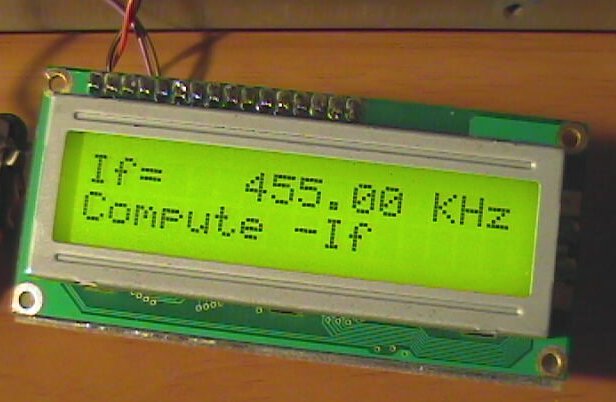 If= 455.00 KHz
Compute -If